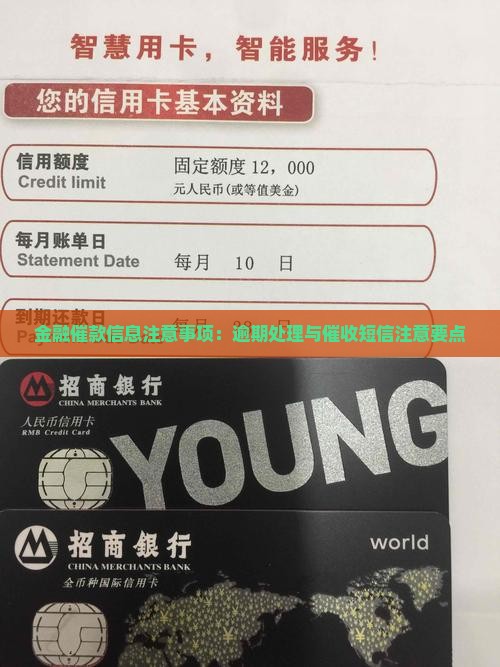 智慧用卡，智能服务！
您的信用卡基本资料
信用额度
Credit limit
固定额度 12，000
元人民币(或等值美金)
每月账单日
Statement Date
每月 10 日
到期还款日
金融催款信息注意事项：逾期处理与催收短信注意要点
招商銀行
CHINA MERCHANTS BANK
人民币信用卡
RMB Credit Card
YOUNG
招商銀行
CHINA MERCHANTS BANK
全币种国际信用卡
world